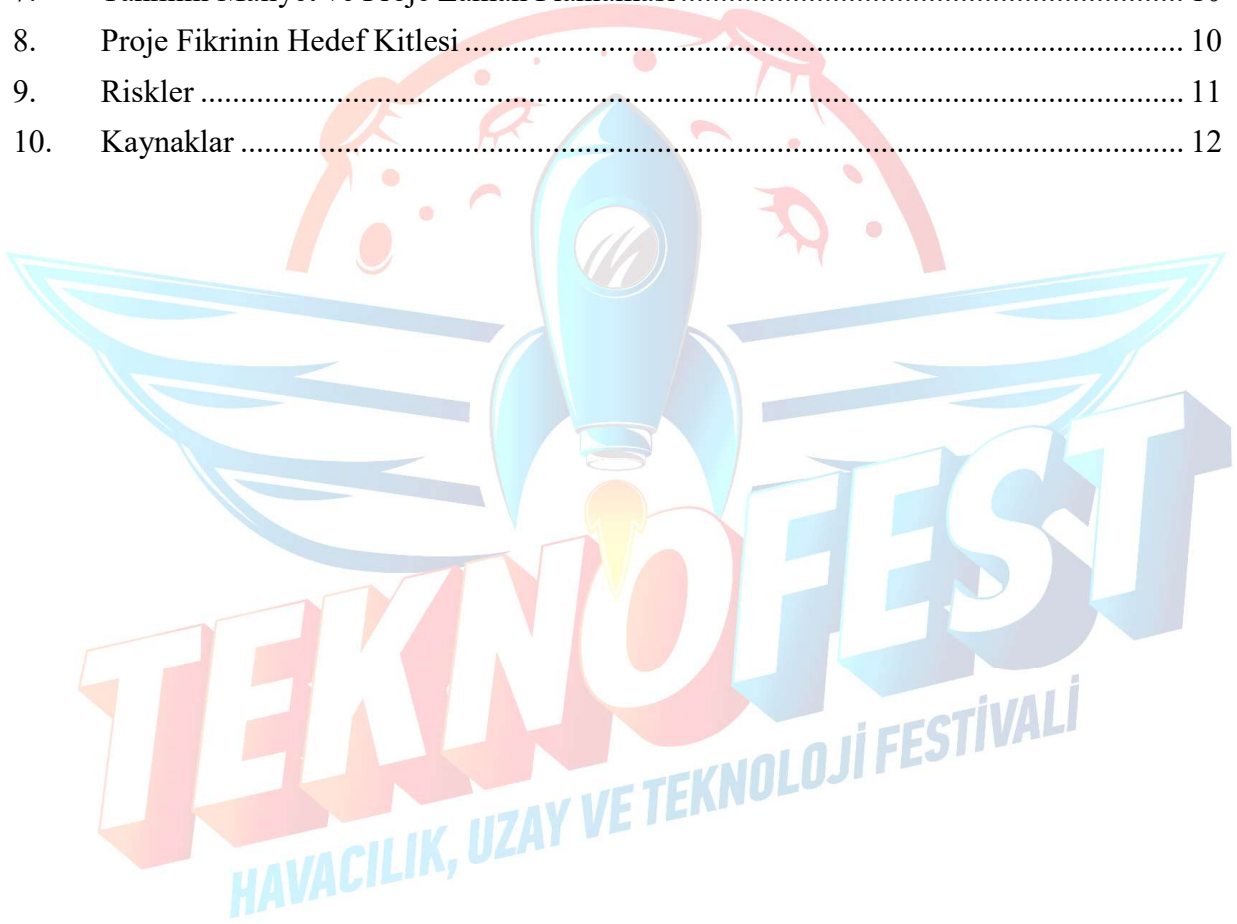 8. Proje Fikrinin Hedef Kitlesi ........ 10
9. Riskler ........ 11
10. Kaynaklar ........ 12
TEKNOFEST
HAVACILIK, UZAY VE TEKNOLOJİ FESTİVALİ